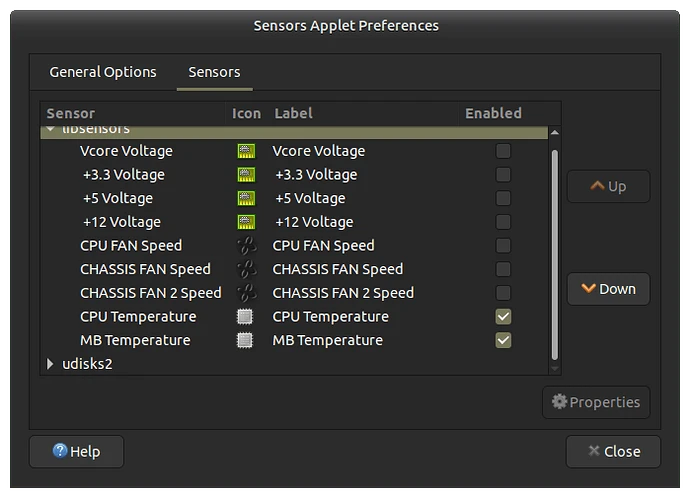 Sensors Applet Preferences
General Options Sensors
Sensor Icon Label Enabled
libsensors
Vcore Voltage Vcore Voltage
+3.3 Voltage +3.3 Voltage
+5 Voltage +5 Voltage
+12 Voltage +12 Voltage
CPU FAN Speed CPU FAN Speed
CHASSIS FAN Speed CHASSIS FAN Speed
CHASSIS FAN 2 Speed CHASSIS FAN 2 Speed
CPU Temperature CPU Temperature
MB Temperature MB Temperature
udisks2
Up
Down
Properties
Help
Close